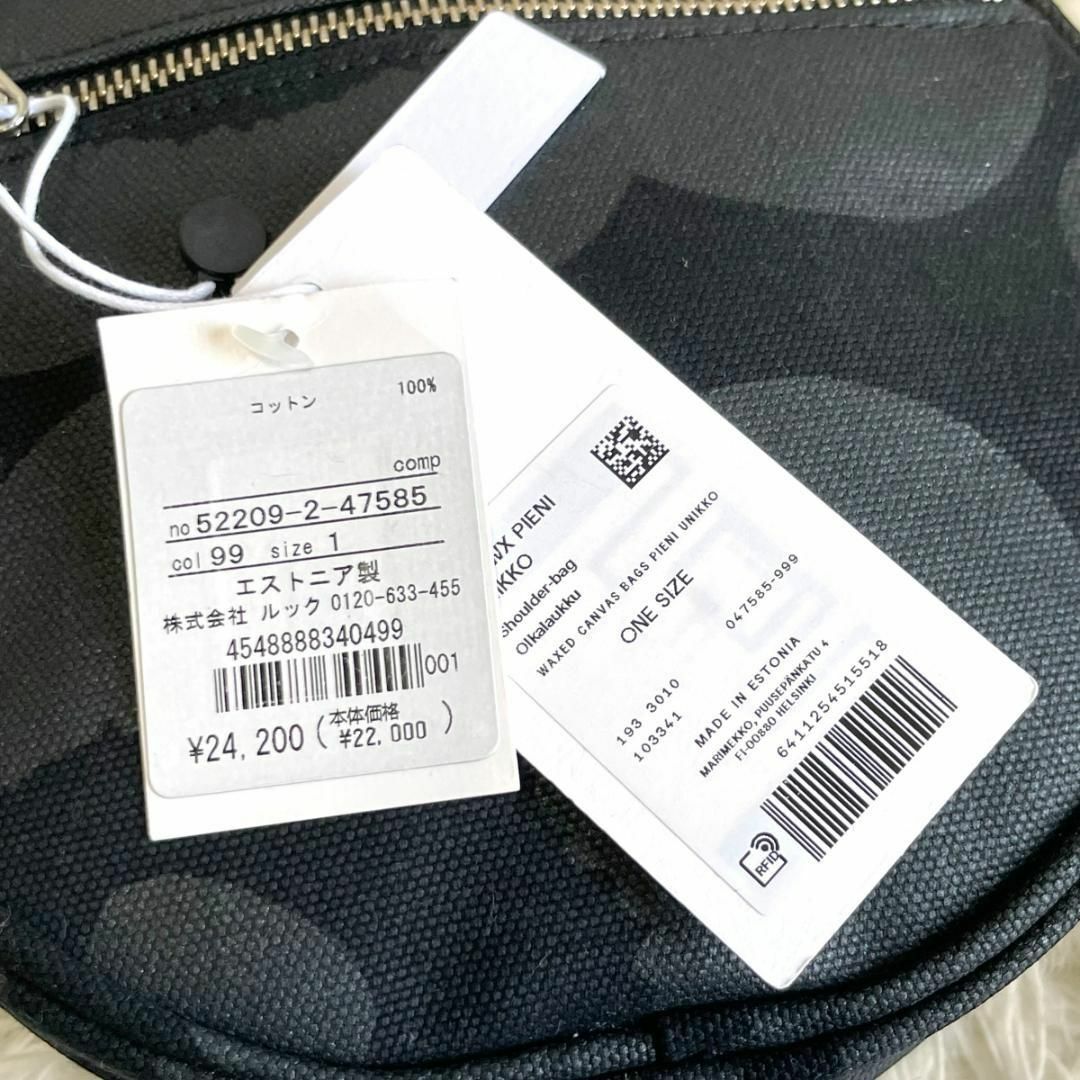 コットン 100%
comp
no 52209-2-47585
col 99 size 1
エストニア製
株式会社 ルック 0120-633-455
4548888340499
001
¥24,200 (本体価格 ¥22,000)
PIENI
shoulder-bag
Olkalaukku
WAXED CANVAS BAGS PIENI UNIKKO
ONE SIZE
047585-999
193 3010
103341
MADE IN ESTONIA
MARIMEKKO, PUUSEPÄNKATU 4
FI-00880 HELSINKI
6411254515518
RFID